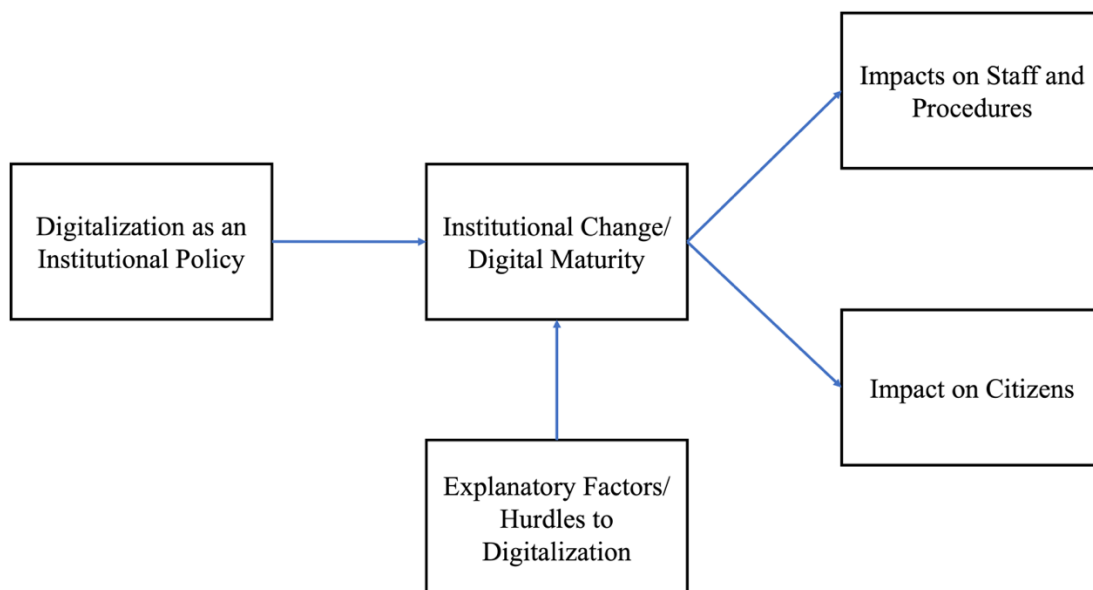 Impacts on Staff and
Procedures
Digitalization as an
Institutional Policy
Institutional Change/
Digital Maturity
Impact on Citizens
Explanatory Factors/
Hurdles to
Digitalization